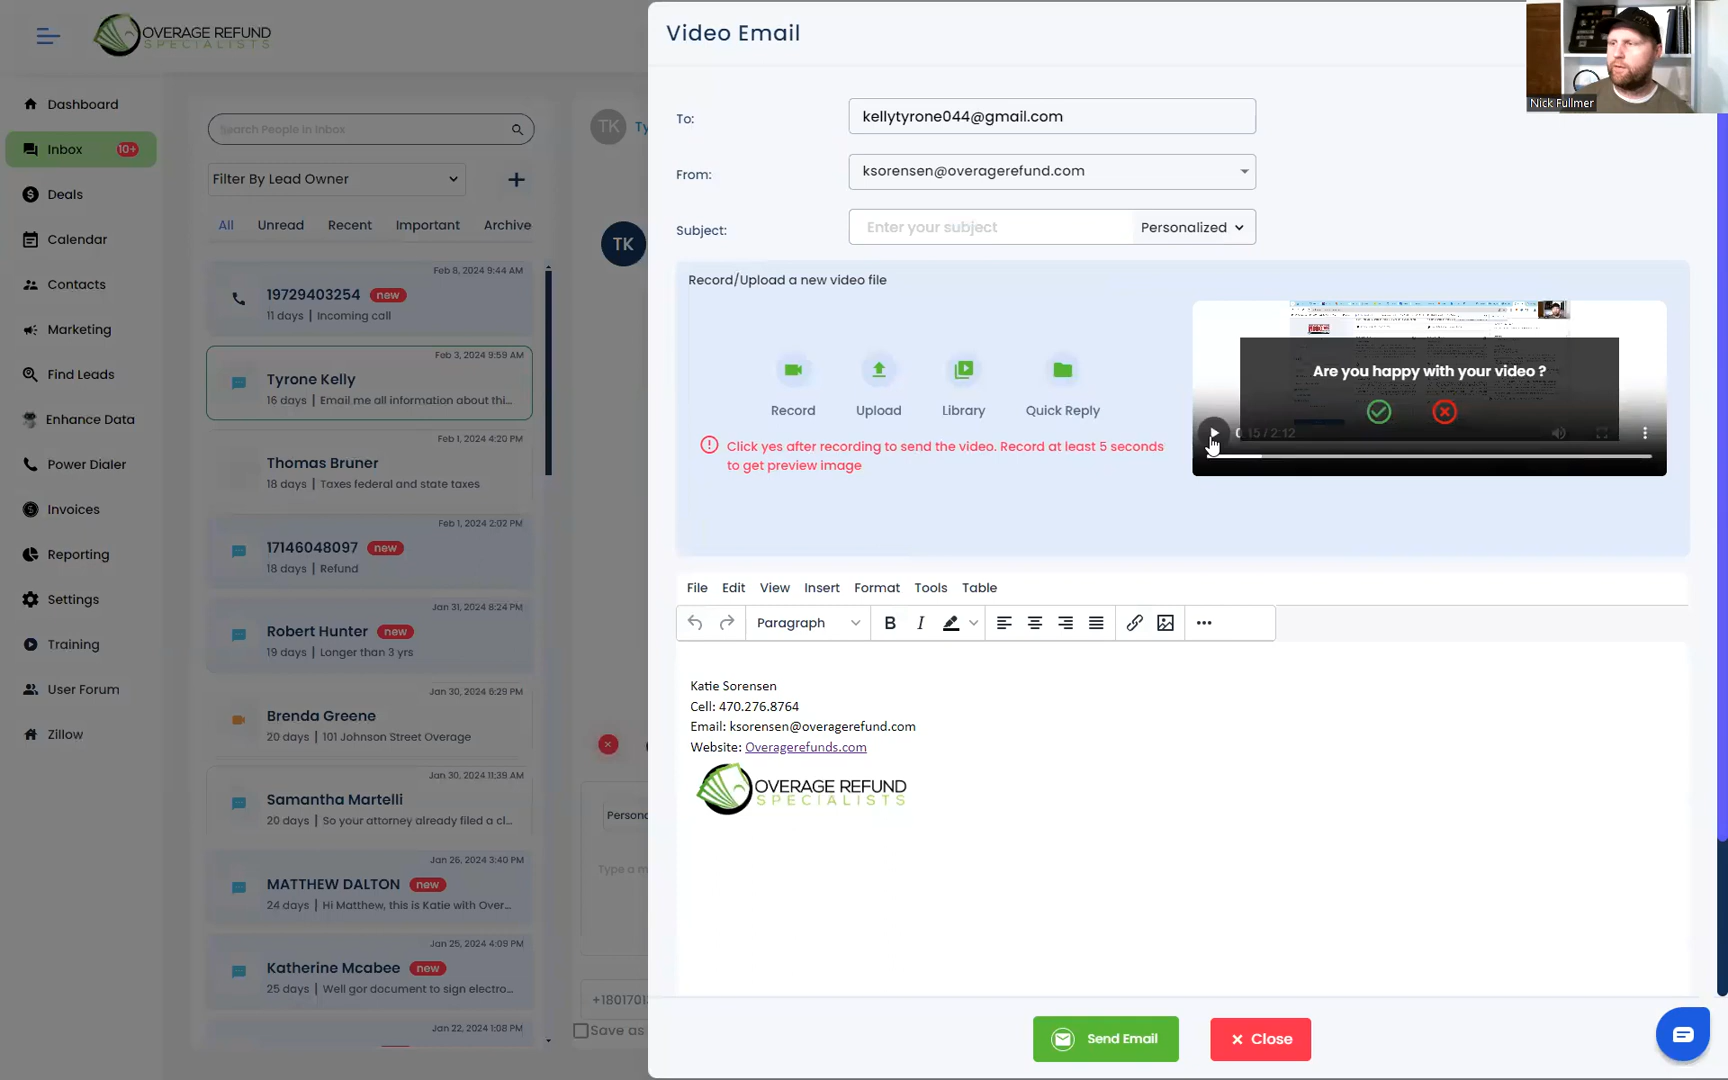 OVERAGE REFUND
SPECIALISTS
Dashboard
Inbox
10+
Deals
Calendar
Contacts
Marketing
Find Leads
Enhance Data
Power Dialer
Invoices
Reporting
Settings
Training
User Forum
Zillow
Search People in Inbox
Filter By Lead Owner
All
Unread
Recent
Important
Archive
Feb 8, 2024 9:44 AM
19729403254 new
11 days | Incoming call
Feb 3, 2024 9:59 AM
Tyrone Kelly
16 days | Email me all information about thi...
Feb 1, 2024 4:20 PM
Thomas Bruner
18 days | Taxes federal and state taxes
Feb 1, 2024 2:02 PM
17146048097 new
18 days | Refund
Jan 31, 2024 8:24 PM
Robert Hunter new
19 days | Longer than 3 yrs
Jan 30, 2024 6:29 PM
Brenda Greene
20 days | 101 Johnson Street Overage
Jan 30, 2024 11:39 AM
Samantha Martelli
20 days | So your attorney already filed a cl...
Jan 26, 2024 3:40 PM
MATTHEW DALTON new
24 days | Hi Matthew, this is Katie with Over...
Jan 25, 2024 4:09 PM
Katherine Mcabee new
25 days | Well gor document to sign electro...
Jan 22, 2024 1:08 PM
TK
Ty
TK
Persona
Type a m
+1801701
Save as
Video Email
Nick Fullmer
To:
kellytyrone044@gmail.com
From:
ksorensen@overagerefund.com
Subject:
Enter your subject
Personalized
Record/Upload a new video file
Record
Upload
Library
Quick Reply
Click yes after recording to send the video. Record at least 5 seconds
to get preview image
Are you happy with your video ?
0:15 / 2:12
File
Edit
View
Insert
Format
Tools
Table
Paragraph
B
I
Katie Sorensen
Cell: 470.276.8764
Email: ksorensen@overagerefund.com
Website: Overagerefunds.com
OVERAGE REFUND
SPECIALISTS
Send Email
Close